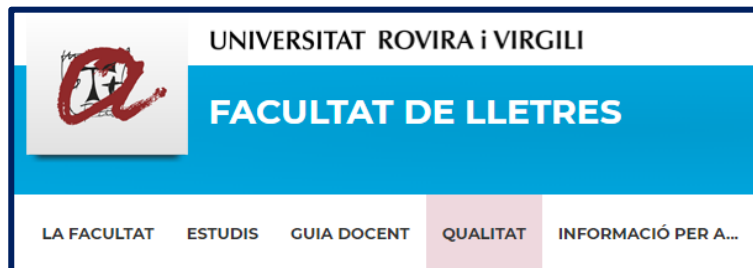 UNIVERSITAT ROVIRA i VIRGILI
FACULTAT DE LLETRES
LA FACULTAT ESTUDIS GUIA DOCENT QUALITAT INFORMACIÓ PER A...